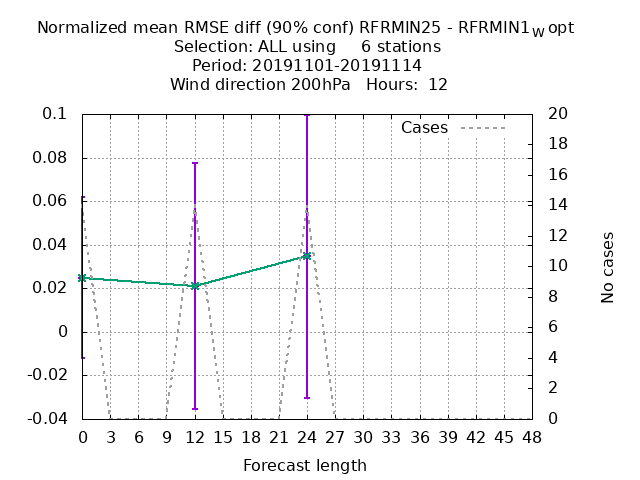 Normalized mean RMSE diff (90% conf) RFRMIN25 - RFRMIN1wopt
Selection: ALL using 6 stations
Period: 20191101-20191114
Wind direction 200hPa Hours: 12
0.1
0.08
0.06
0.04
0.02
0
-0.02
-0.04
Cases
20
18
16
14
12
10
8
6
4
2
0
No cases
0 3 6 9 12 15 18 21 24 27 30 33 36 39 42 45 48
Forecast length